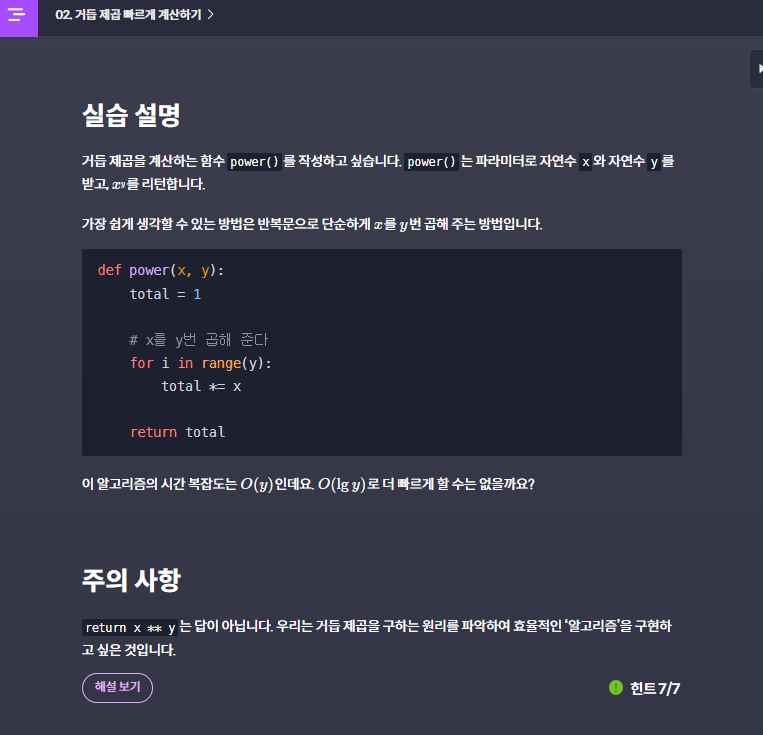 02. 거듭 제곱 빠르게 계산하기 >
실습 설명
거듭 제곱을 계산하는 함수 power() 를 작성하고 싶습니다. power() 는 파라미터로 자연수 x 와 자연수 y 를
받고, xʸ를 리턴합니다.
가장 쉽게 생각할 수 있는 방법은 반복문으로 단순하게 x를 y번 곱해 주는 방법입니다.
def power(x, y):
    total = 1
    # x를 y번 곱해 준다
    for i in range(y):
        total *= x
    return total
이 알고리즘의 시간 복잡도는 O(y)인데요. O(lg y)로 더 빠르게 할 수는 없을까요?
주의 사항
return x ** y 는 답이 아닙니다. 우리는 거듭 제곱을 구하는 원리를 파악하여 효율적인 ‘알고리즘’을 구현하
고 싶은 것입니다.
해설 보기
힌트 7/7